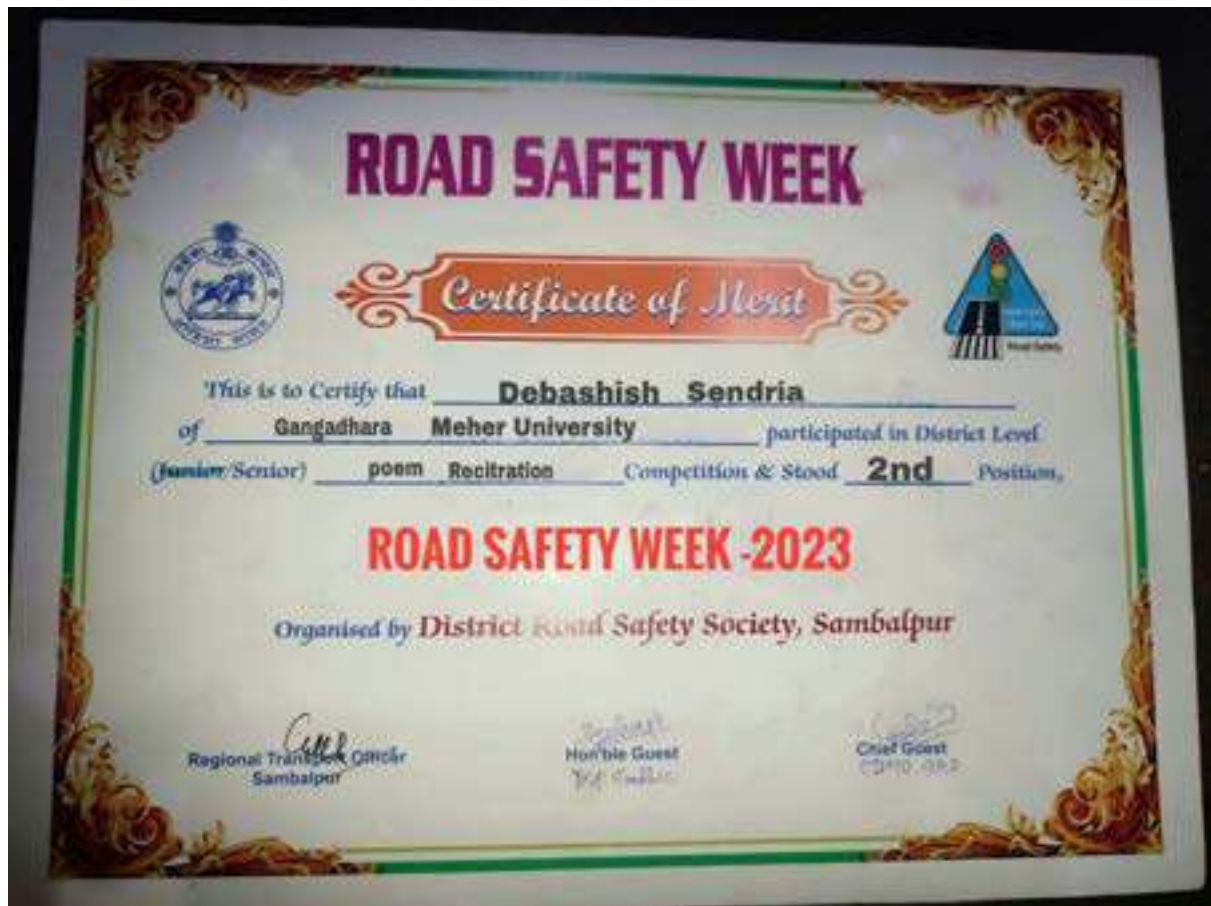 ROAD SAFETY WEEK
Certificate of Merit
This is to Certify that Debashish Sendria
of Gangadhara Meher University participated in District Level
(Junior/Senior) poem Recitration Competition & Stood 2nd Position,
ROAD SAFETY WEEK -2023
Organised by District Road Safety Society, Sambalpur
Regional Transport Officer
Sambalpur
Hon'ble Guest
Chief Guest
Road Safety